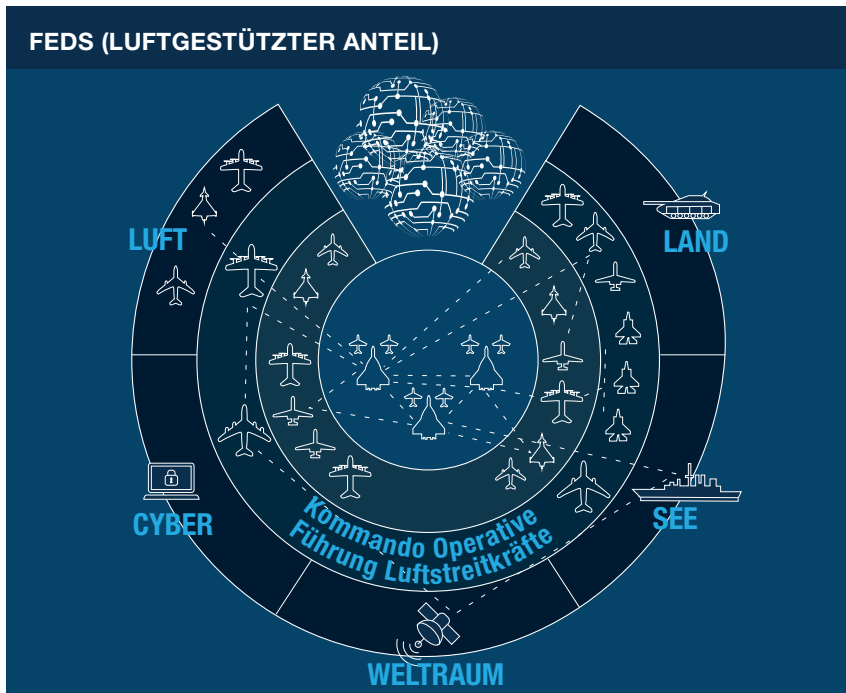 FEDS (LUFTGESTÜTZTER ANTEIL)
LUFT
LAND
CYBER
SEE
Kommando Operative
Führung Luftstreitkräfte
WELTRAUM